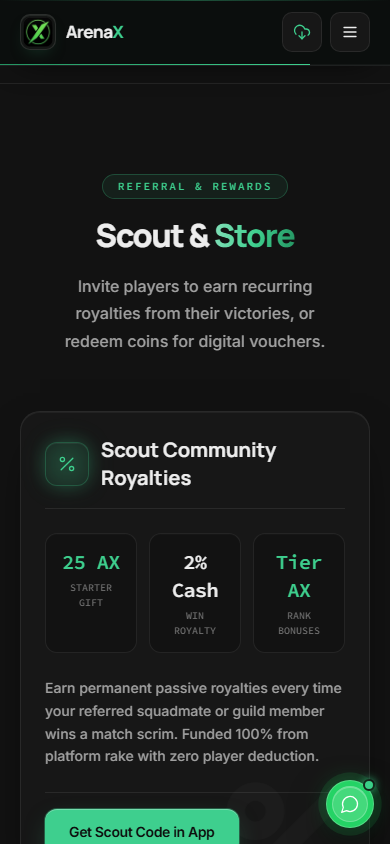 ArenaX
REFERRAL & REWARDS
Scout & Store
Invite players to earn recurring
royalties from their victories, or
redeem coins for digital vouchers.
Scout Community
Royalties
25 AX
STARTER
GIFT
2%
Cash
WIN
ROYALTY
Tier
AX
RANK
BONUSES
Earn permanent passive royalties every time
your referred squadmate or guild member
wins a match scrim. Funded 100% from
platform rake with zero player deduction.
Get Scout Code in App